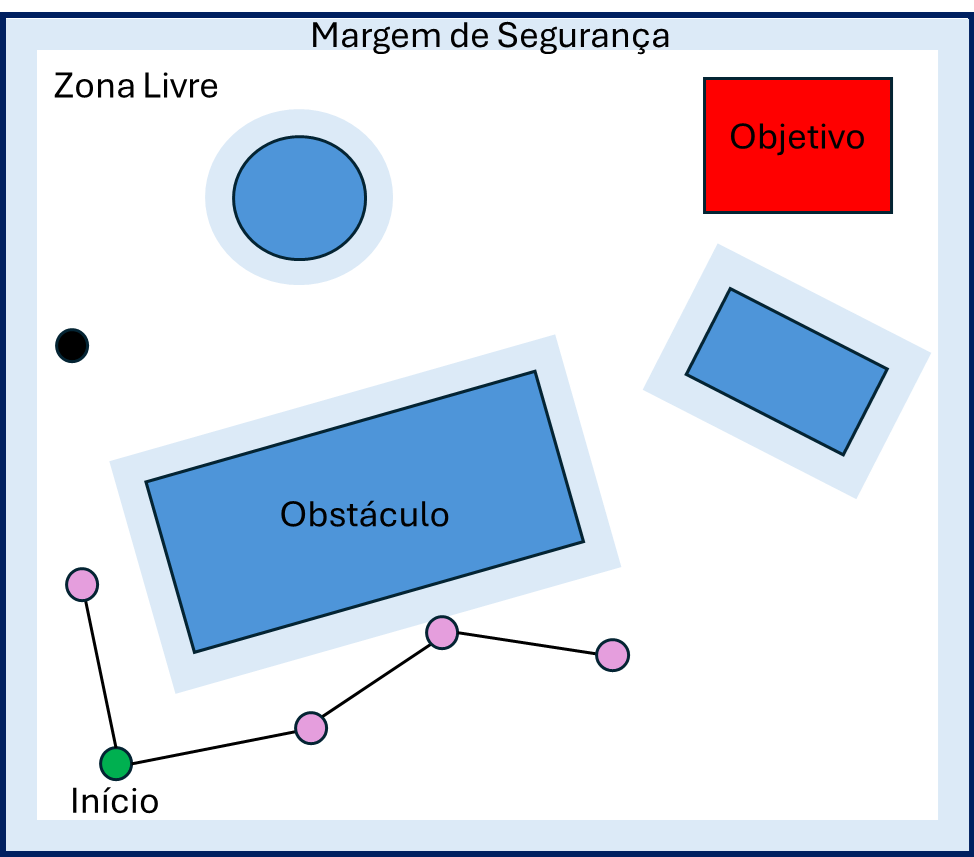 Margem de Segurança
Zona Livre
Objetivo
Obstáculo
Início